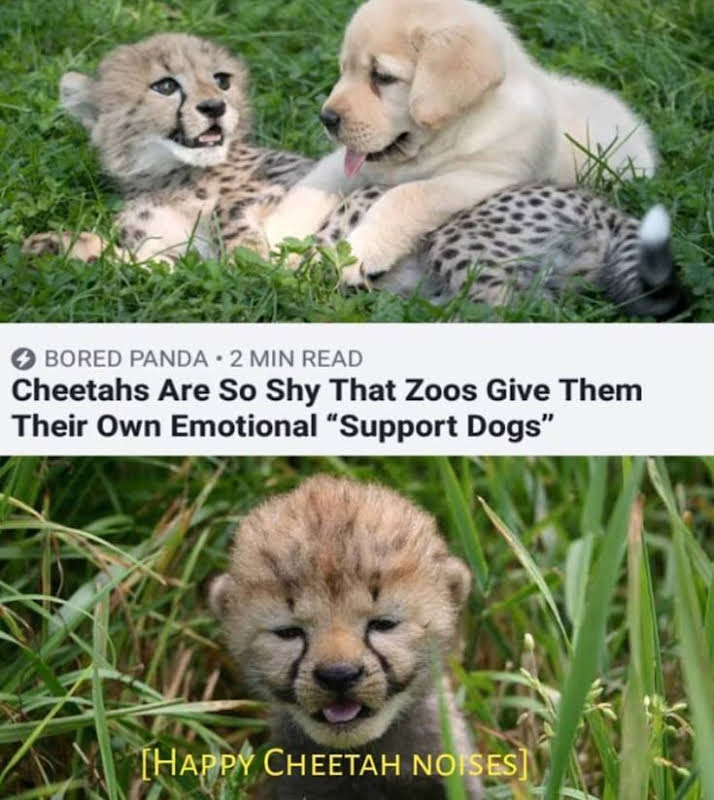 BORED PANDA • 2 MIN READ
Cheetahs Are So Shy That Zoos Give Them
Their Own Emotional “Support Dogs”
[HAPPY CHEETAH NOISES]